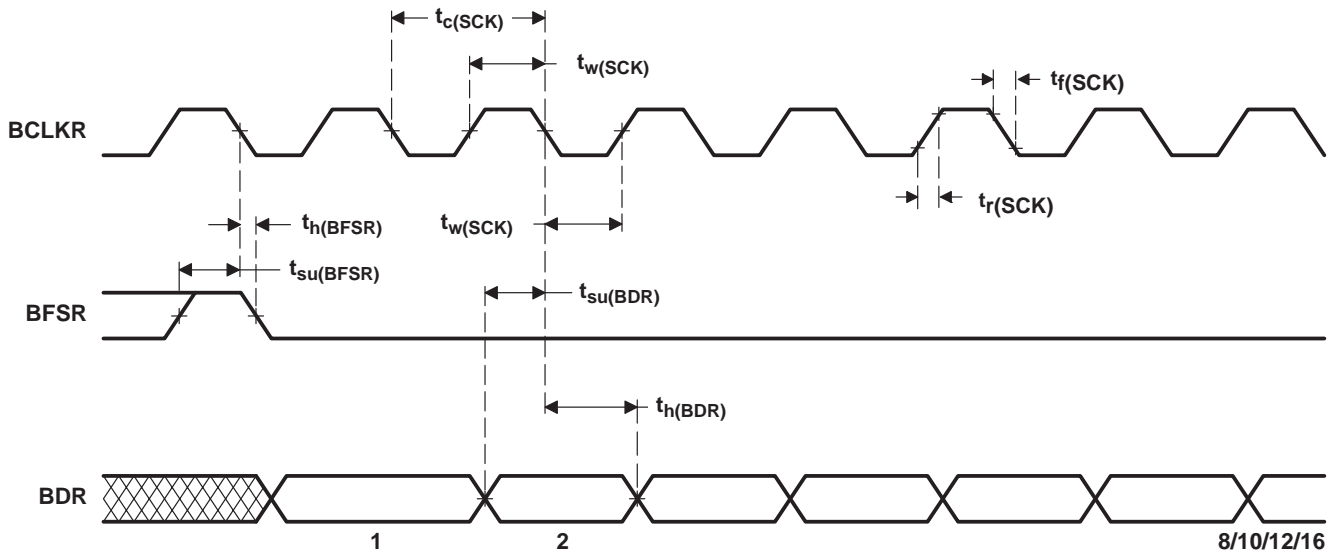 tc(SCK)
tw(SCK)
tf(SCK)
BCLKR
tr(SCK)
th(BFSR)
tw(SCK)
tsu(BFSR)
tsu(BDR)
BFSR
th(BDR)
BDR
1 2 8/10/12/16